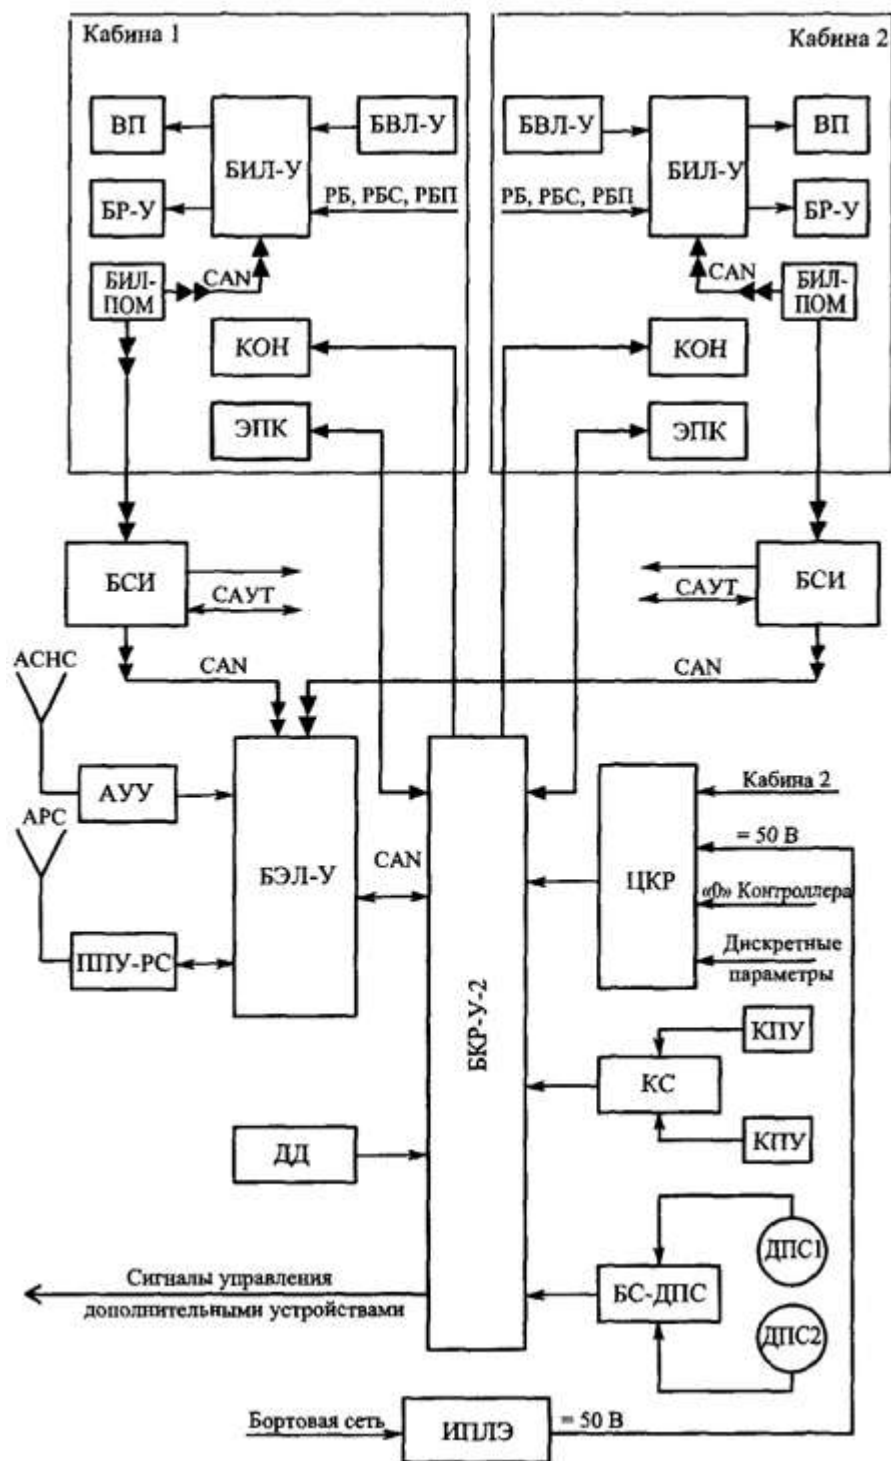 Кабина 1
Кабина 2
ВП
БИЛ-У
БВЛ-У
БВЛ-У
БИЛ-У
ВП
БР-У
РБ, РБС, РБП
РБ, РБС, РБП
БР-У
БИЛ-
ПОМ
CAN
CAN
БИЛ-
ПОМ
КОН
КОН
ЭПК
ЭПК
БСИ
САУТ
САУТ
БСИ
АСНС
CAN
CAN
АУУ
АРС
БЭЛ-У
CAN
ППУ-РС
БКР-У-2
ЦКР
Кабина 2
= 50 В
«0» Контроллера
Дискретные
параметры
КПУ
КС
КПУ
ДД
ДПС1
БС-ДПС
ДПС2
Сигналы управления
дополнительными устройствами
Бортовая сеть
ИПЛЭ
= 50 В